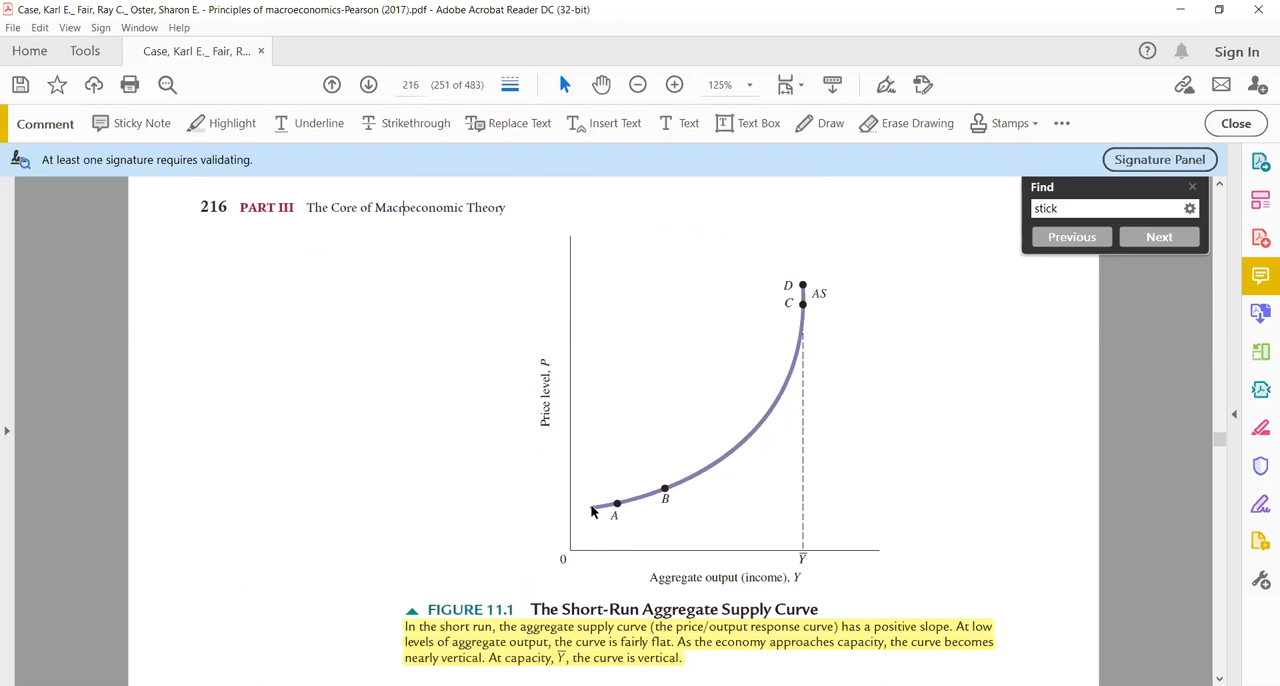 Case, Karl E._ Fair, Ray C._ Oster, Sharon E. - Principles of macroeconomics-Pearson (2017).pdf - Adobe Acrobat Reader DC (32-bit)
File Edit View Sign Window Help
Home Tools Case, Karl E._ Fair, R... × Sign In
216 (251 of 483) 125%
Comment Sticky Note Highlight Underline Strikethrough Replace Text Insert Text Text Text Box Draw Erase Drawing Stamps Close
At least one signature requires validating. Signature Panel
Find
stick
Previous Next
216 PART III The Core of Macroeconomic Theory
D
AS
C
Price level, P
B
A
0
Y̅
Aggregate output (income), Y
▲ FIGURE 11.1 The Short-Run Aggregate Supply Curve
In the short run, the aggregate supply curve (the price/output response curve) has a positive slope. At low
levels of aggregate output, the curve is fairly flat. As the economy approaches capacity, the curve becomes
nearly vertical. At capacity, Y̅, the curve is vertical.